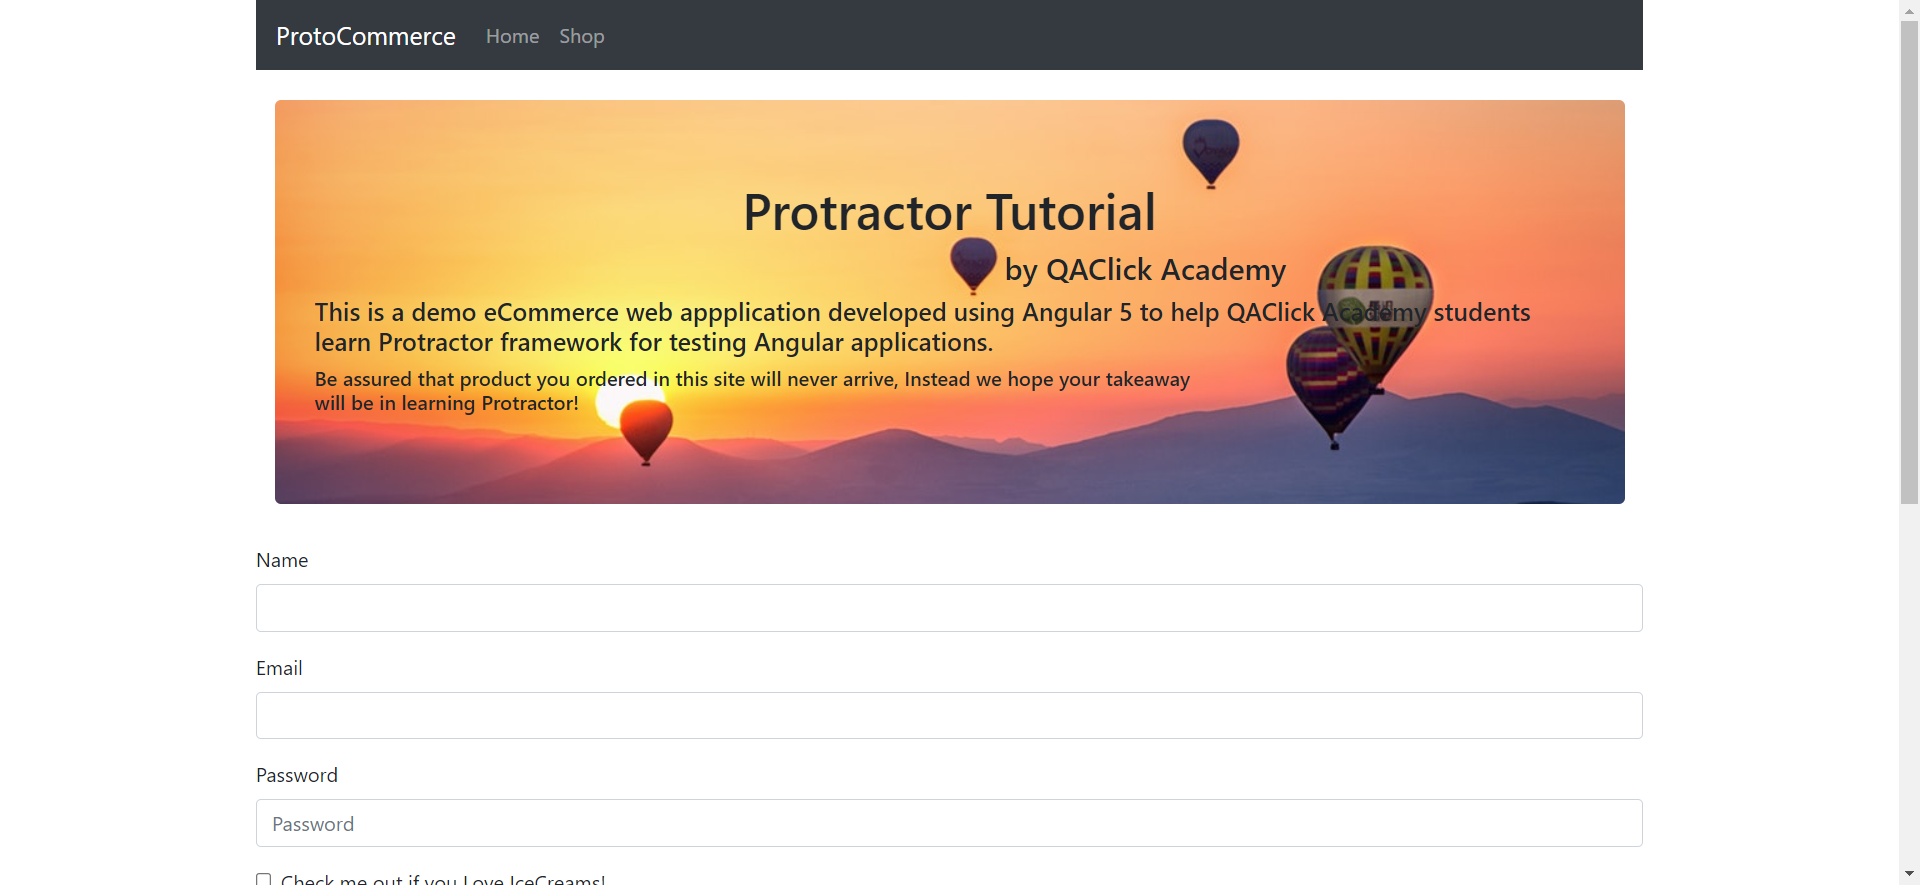 ProtoCommerce Home Shop
Protractor Tutorial
by QAClick Academy
This is a demo eCommerce web appplication developed using Angular 5 to help QAClick Academy students
learn Protractor framework for testing Angular applications.
Be assured that product you ordered in this site will never arrive, Instead we hope your takeaway
will be in learning Protractor!
Name
Email
Password
Password
Check me out if you Love IceCreams!